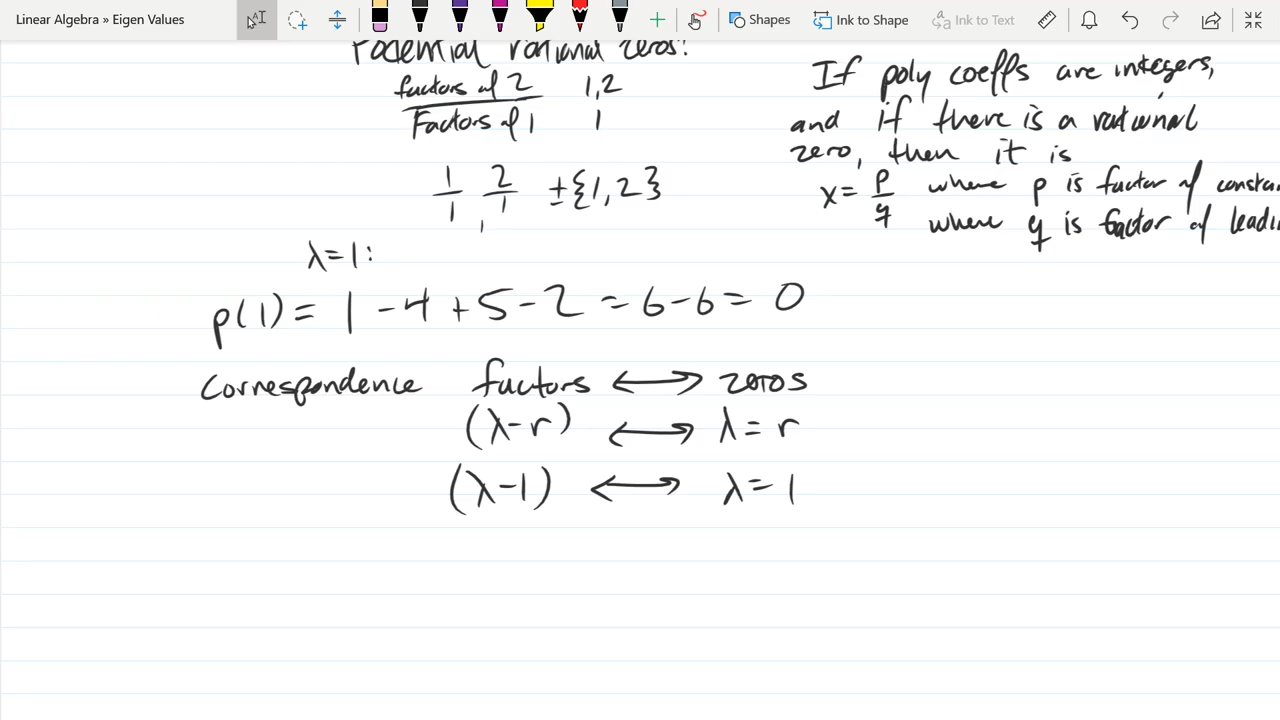 Linear Algebra » Eigen Values
Shapes
Ink to Shape
Ink to Text
Potential rational zeros?
factors of 2 1,2
Factors of 1 1
1/1, 2/1 ±{1,2}
λ=1:
p(1) = 1 - 4 + 5 - 2 = 6-6 = 0
Correspondence factors ⟷ zeros
(λ-r) ⟷ λ = r
(λ-1) ⟷ λ = 1
If poly coeffs are integers,
and if there is a rational
zero, then it is
x = p/q where p is factor of
where q is factor of